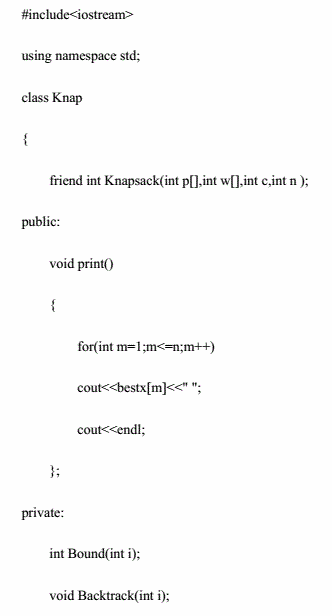 #include<iostream>
using namespace std;
class Knap
{
friend int Knapsack(int p[],int w[],int c,int n );
public:
void print()
{
for(int m=1;m<=n;m++)
cout<<bestx[m]<<" ";
cout<<endl;
};
private:
int Bound(int i);
void Backtrack(int i);